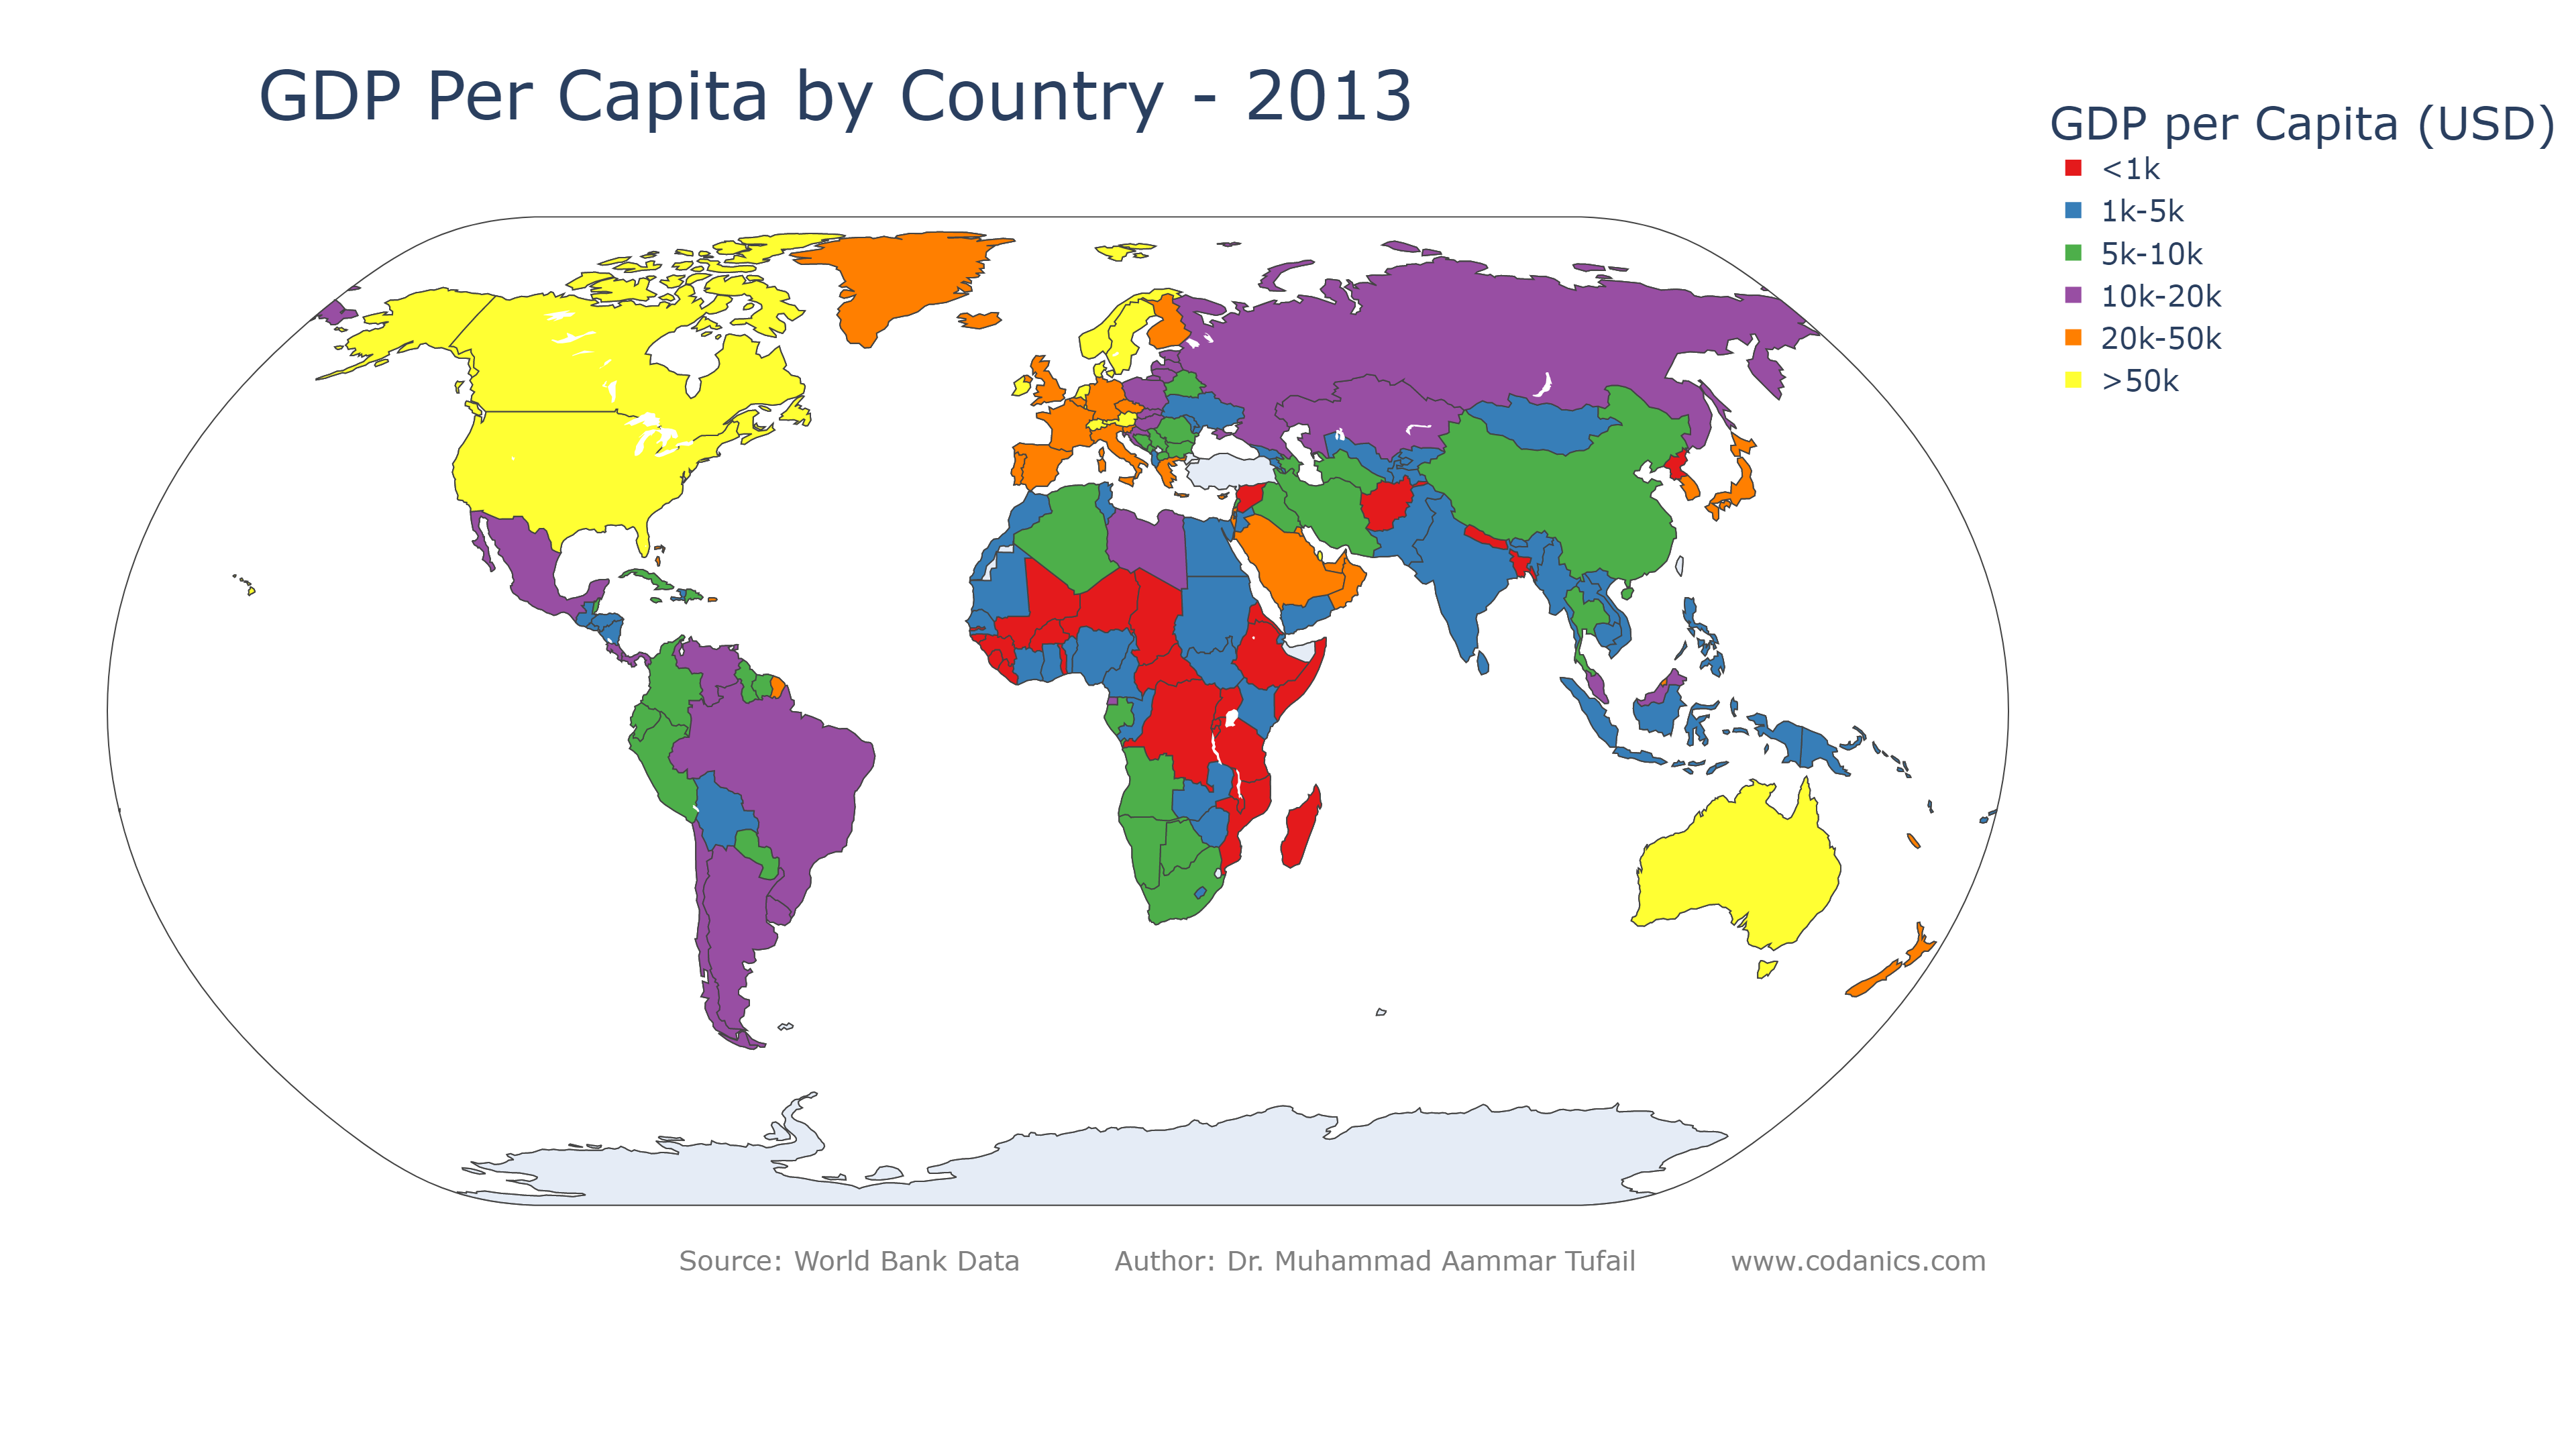 GDP Per Capita by Country - 2013
GDP per Capita (USD)
<1k
1k-5k
5k-10k
10k-20k
20k-50k
>50k
Source: World Bank Data Author: Dr. Muhammad Aammar Tufail www.codanics.com